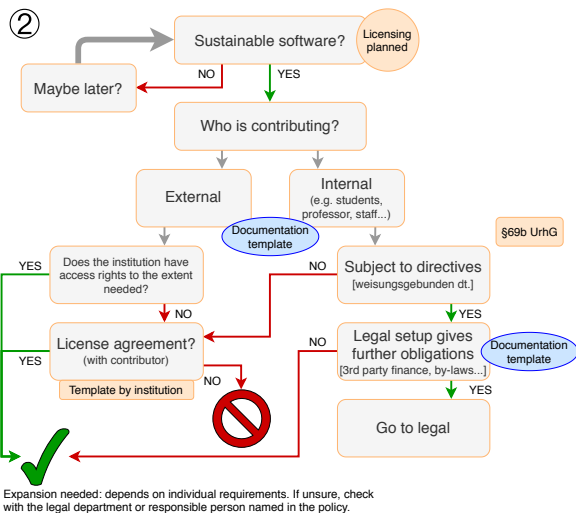 ②
Sustainable software?
Licensing
planned
NO
YES
Maybe later?
Who is contributing?
External
Internal
(e.g. students,
professor, staff...)
Documentation
template
§69b UrhG
YES
Does the institution have
access rights to the extent
needed?
NO
Subject to directives
[weisungsgebunden dt.]
NO
YES
YES
License agreement?
(with contributor)
Template by institution
NO
NO
Legal setup gives
further obligations
[3rd party finance, by-laws...]
Documentation
template
YES
Go to legal
Expansion needed: depends on individual requirements. If unsure, check
with the legal department or responsible person named in the policy.